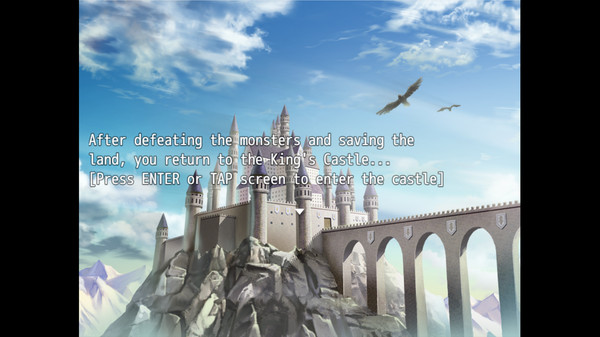 After defeating the monsters and saving the
land, you return to the King's Castle...
[Press ENTER or TAP screen to enter the castle]